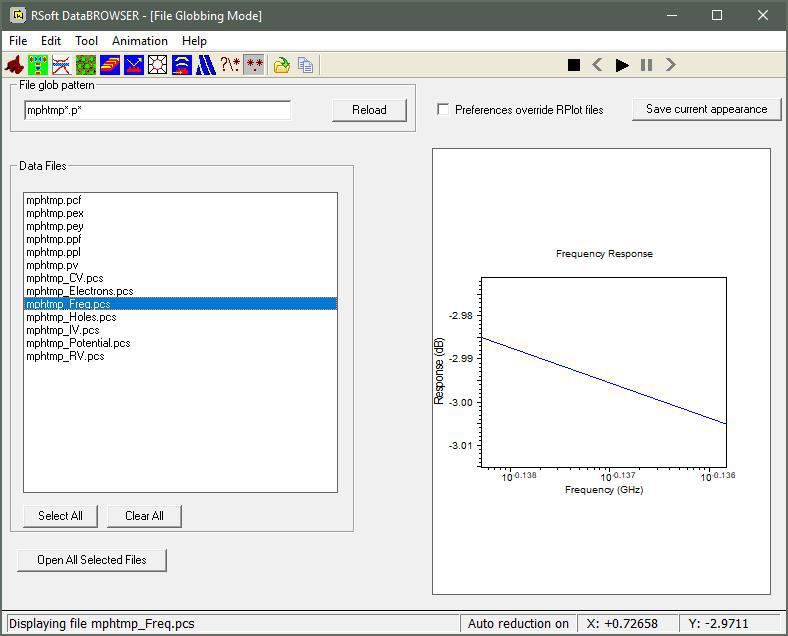 RSoft DataBROWSER - [File Globbing Mode]
File Edit Tool Animation Help
?\* **
File glob pattern
mphtmp*.p*
Reload
Preferences override RPlot files
Save current appearance
Data Files
mphtmp.pcf
mphtmp.pex
mphtmp.pey
mphtmp.ppf
mphtmp.ppl
mphtmp.pv
mphtmp_CV.pcs
mphtmp_Electrons.pcs
mphtmp_Freq.pcs
mphtmp_Holes.pcs
mphtmp_IV.pcs
mphtmp_Potential.pcs
mphtmp_RV.pcs
Select All
Clear All
Open All Selected Files
Frequency Response
Response (dB)
-2.98
-2.99
-3.00
-3.01
10^-0.138 10^-0.137 10^-0.136
Frequency (GHz)
Displaying file mphtmp_Freq.pcs
Auto reduction on
X: +0.72658
Y: -2.9711